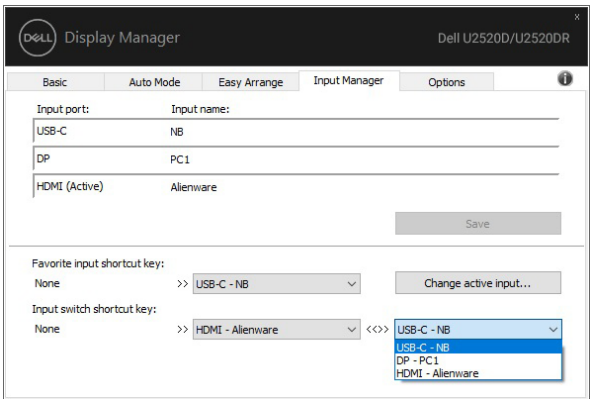 x
DELL Display Manager Dell U2520D/U2520DR
Basic Auto Mode Easy Arrange Input Manager Options i
Input port: Input name:
USB-C NB
DP PC1
HDMI (Active) Alienware
Save
Favorite input shortcut key:
None >> USB-C - NB Change active input...
Input switch shortcut key:
None >> HDMI - Alienware <<>> USB-C - NB
USB-C - NB
DP - PC1
HDMI - Alienware